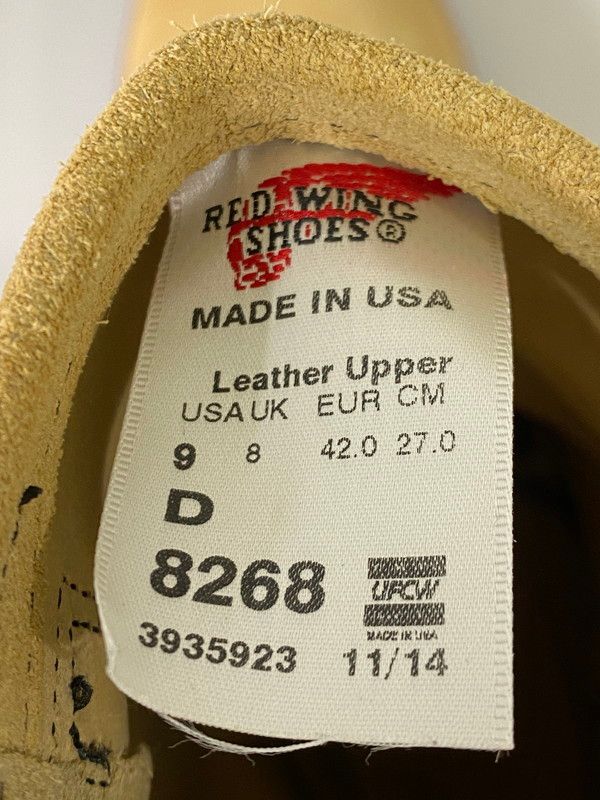 RED WING
SHOES®
MADE IN USA
Leather Upper
USA UK EUR CM
9 8 42.0 27.0
D
8268
UFCW
MADE IN USA
3935923 11/14